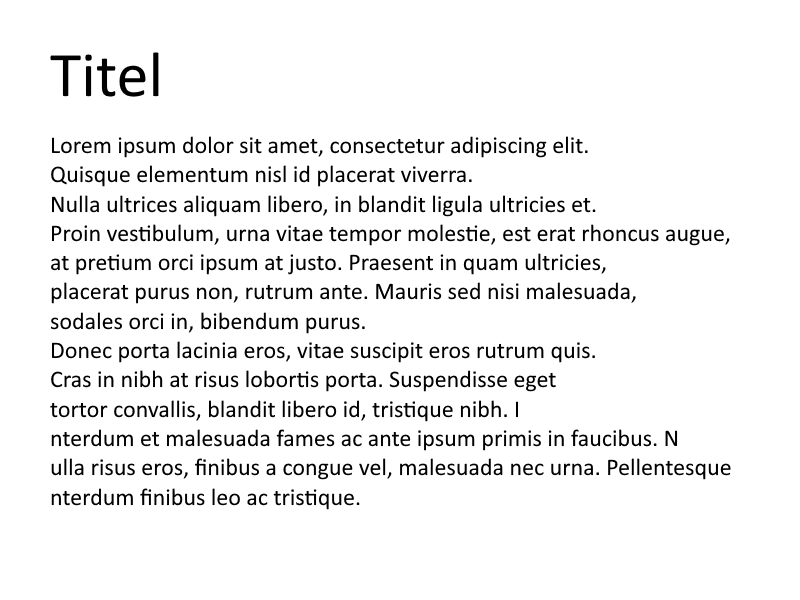 Titel
Lorem ipsum dolor sit amet, consectetur adipiscing elit.
Quisque elementum nisl id placerat viverra.
Nulla ultrices aliquam libero, in blandit ligula ultricies et.
Proin vestibulum, urna vitae tempor molestie, est erat rhoncus augue,
at pretium orci ipsum at justo. Praesent in quam ultricies,
placerat purus non, rutrum ante. Mauris sed nisi malesuada,
sodales orci in, bibendum purus.
Donec porta lacinia eros, vitae suscipit eros rutrum quis.
Cras in nibh at risus lobortis porta. Suspendisse eget
tortor convallis, blandit libero id, tristique nibh. I
nterdum et malesuada fames ac ante ipsum primis in faucibus. N
ulla risus eros, finibus a congue vel, malesuada nec urna. Pellentesque
nterdum finibus leo ac tristique.